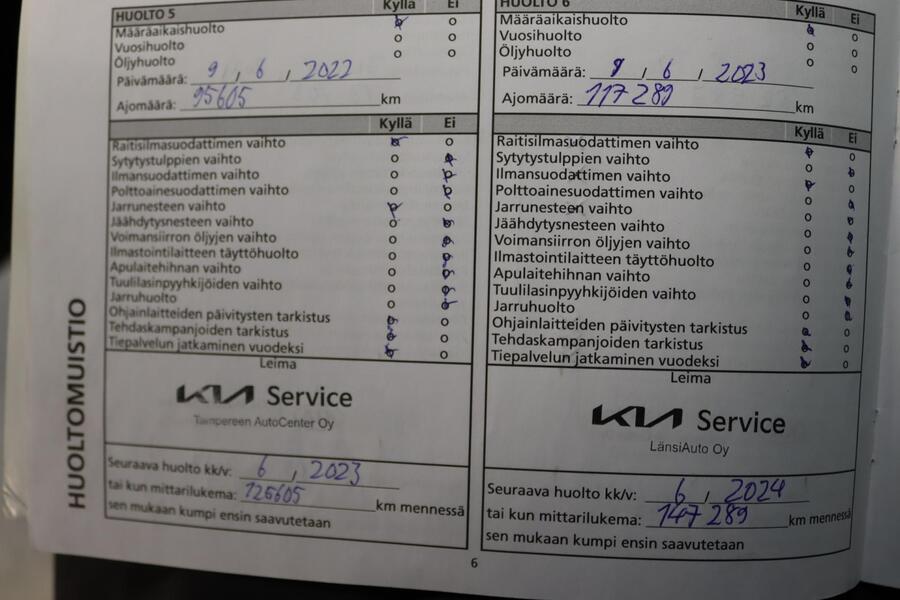 HUOLTO 5 Kyllä Ei
Määräaikaishuolto o o
Vuosihuolto o o
Öljyhuolto o o
Päivämäärä: 9 , 6 , 2022
Ajomäärä: 95605 km
Kyllä Ei
Raitisilmasuodattimen vaihto o o
Sytytystulppien vaihto o o
Ilmansuodattimen vaihto o o
Polttoainesuodattimen vaihto o o
Jarrunesteen vaihto o o
Jäähdytysnesteen vaihto o o
Voimansiirron öljyjen vaihto o o
Ilmastointilaitteen täyttöhuolto o o
Apulaitehihnan vaihto o o
Tuulilasinpyyhkijöiden vaihto o o
Jarruhuolto o o
Ohjainlaitteiden päivitysten tarkistus o o
Tehdaskampanjoiden tarkistus o o
Tiepalvelun jatkaminen vuodeksi o o
Leima
KIA Service
Tampereen AutoCenter Oy
Seuraava huolto kk/v: 6 , 2023
tai kun mittarilukema: 125605 km mennessä
sen mukaan kumpi ensin saavutetaan
HUOLTO 6 Kyllä Ei
Määräaikaishuolto o o
Vuosihuolto o o
Öljyhuolto o o
Päivämäärä: , 6 , 2023
Ajomäärä: 117 289 km
Kyllä Ei
Raitisilmasuodattimen vaihto o o
Sytytystulppien vaihto o o
Ilmansuodattimen vaihto o o
Polttoainesuodattimen vaihto o o
Jarrunesteen vaihto o o
Jäähdytysnesteen vaihto o o
Voimansiirron öljyjen vaihto o o
Ilmastointilaitteen täyttöhuolto o o
Apulaitehihnan vaihto o o
Tuulilasinpyyhkijöiden vaihto o o
Jarruhuolto o o
Ohjainlaitteiden päivitysten tarkistus o o
Tehdaskampanjoiden tarkistus o o
Tiepalvelun jatkaminen vuodeksi o o
Leima
KIA Service
LänsiAuto Oy
Seuraava huolto kk/v: 6 , 2024
tai kun mittarilukema: 147 289 km mennessä
sen mukaan kumpi ensin saavutetaan
HUOLTOMUISTIO
6